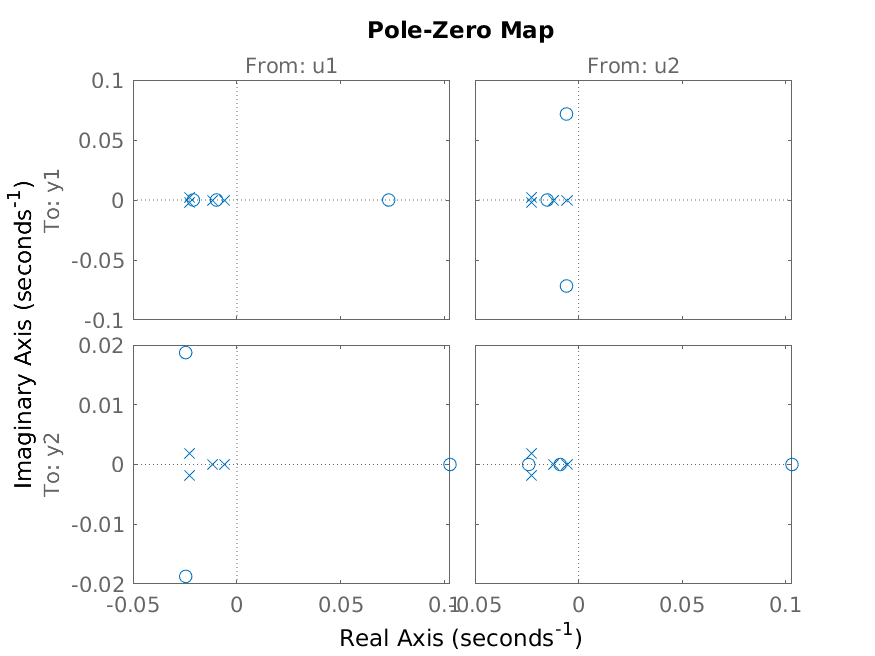 Pole-Zero Map
From: u1
From: u2
0.1
0.05
0
-0.05
-0.1
To: y1
0.02
0.01
0
-0.01
-0.02
To: y2
Imaginary Axis (seconds⁻¹)
-0.05
0
0.05
0.1
-0.05
0
0.05
0.1
Real Axis (seconds⁻¹)